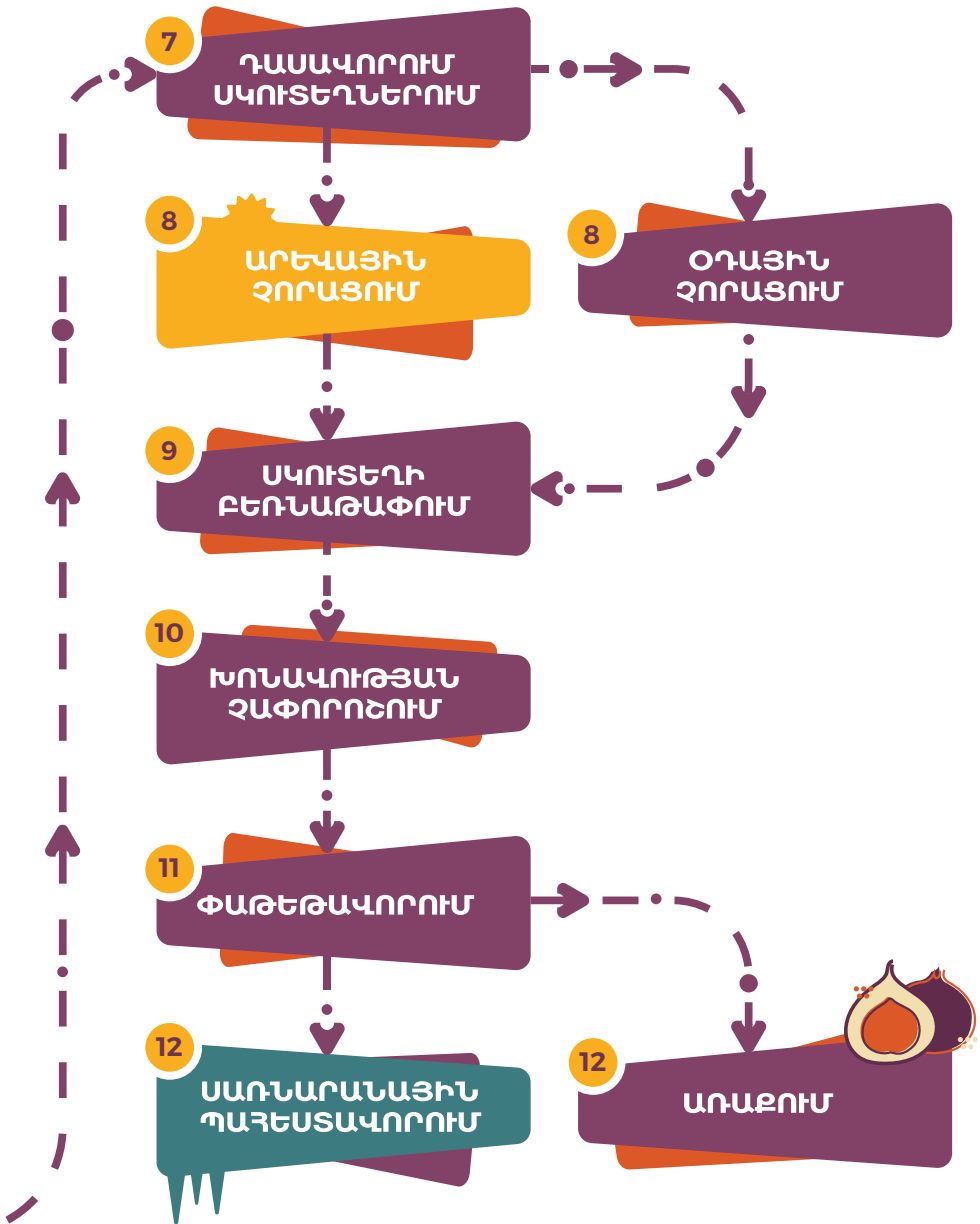 7
ԴԱՍԱՎՈՐՈՒՄ
ՍԿՈՒՏԵՂՆԵՐՈՒՄ
8
ԱՐԵՎԱՅԻՆ
ՉՈՐԱՑՈՒՄ
8
ՕԴԱՅԻՆ
ՉՈՐԱՑՈՒՄ
9
ՍԿՈՒՏԵՂԻ
ԲԵՌՆԱԹԱՓՈՒՄ
10
ԽՈՆԱՎՈՒԹՅԱՆ
ՉԱՓՈՐՈՇՈՒՄ
11
ՓԱԹԵԹԱՎՈՐՈՒՄ
12
ՍԱՌՆԱՐԱՆԱՅԻՆ
ՊԱՀԵՍՏԱՎՈՐՈՒՄ
12
ԱՌԱՔՈՒՄ